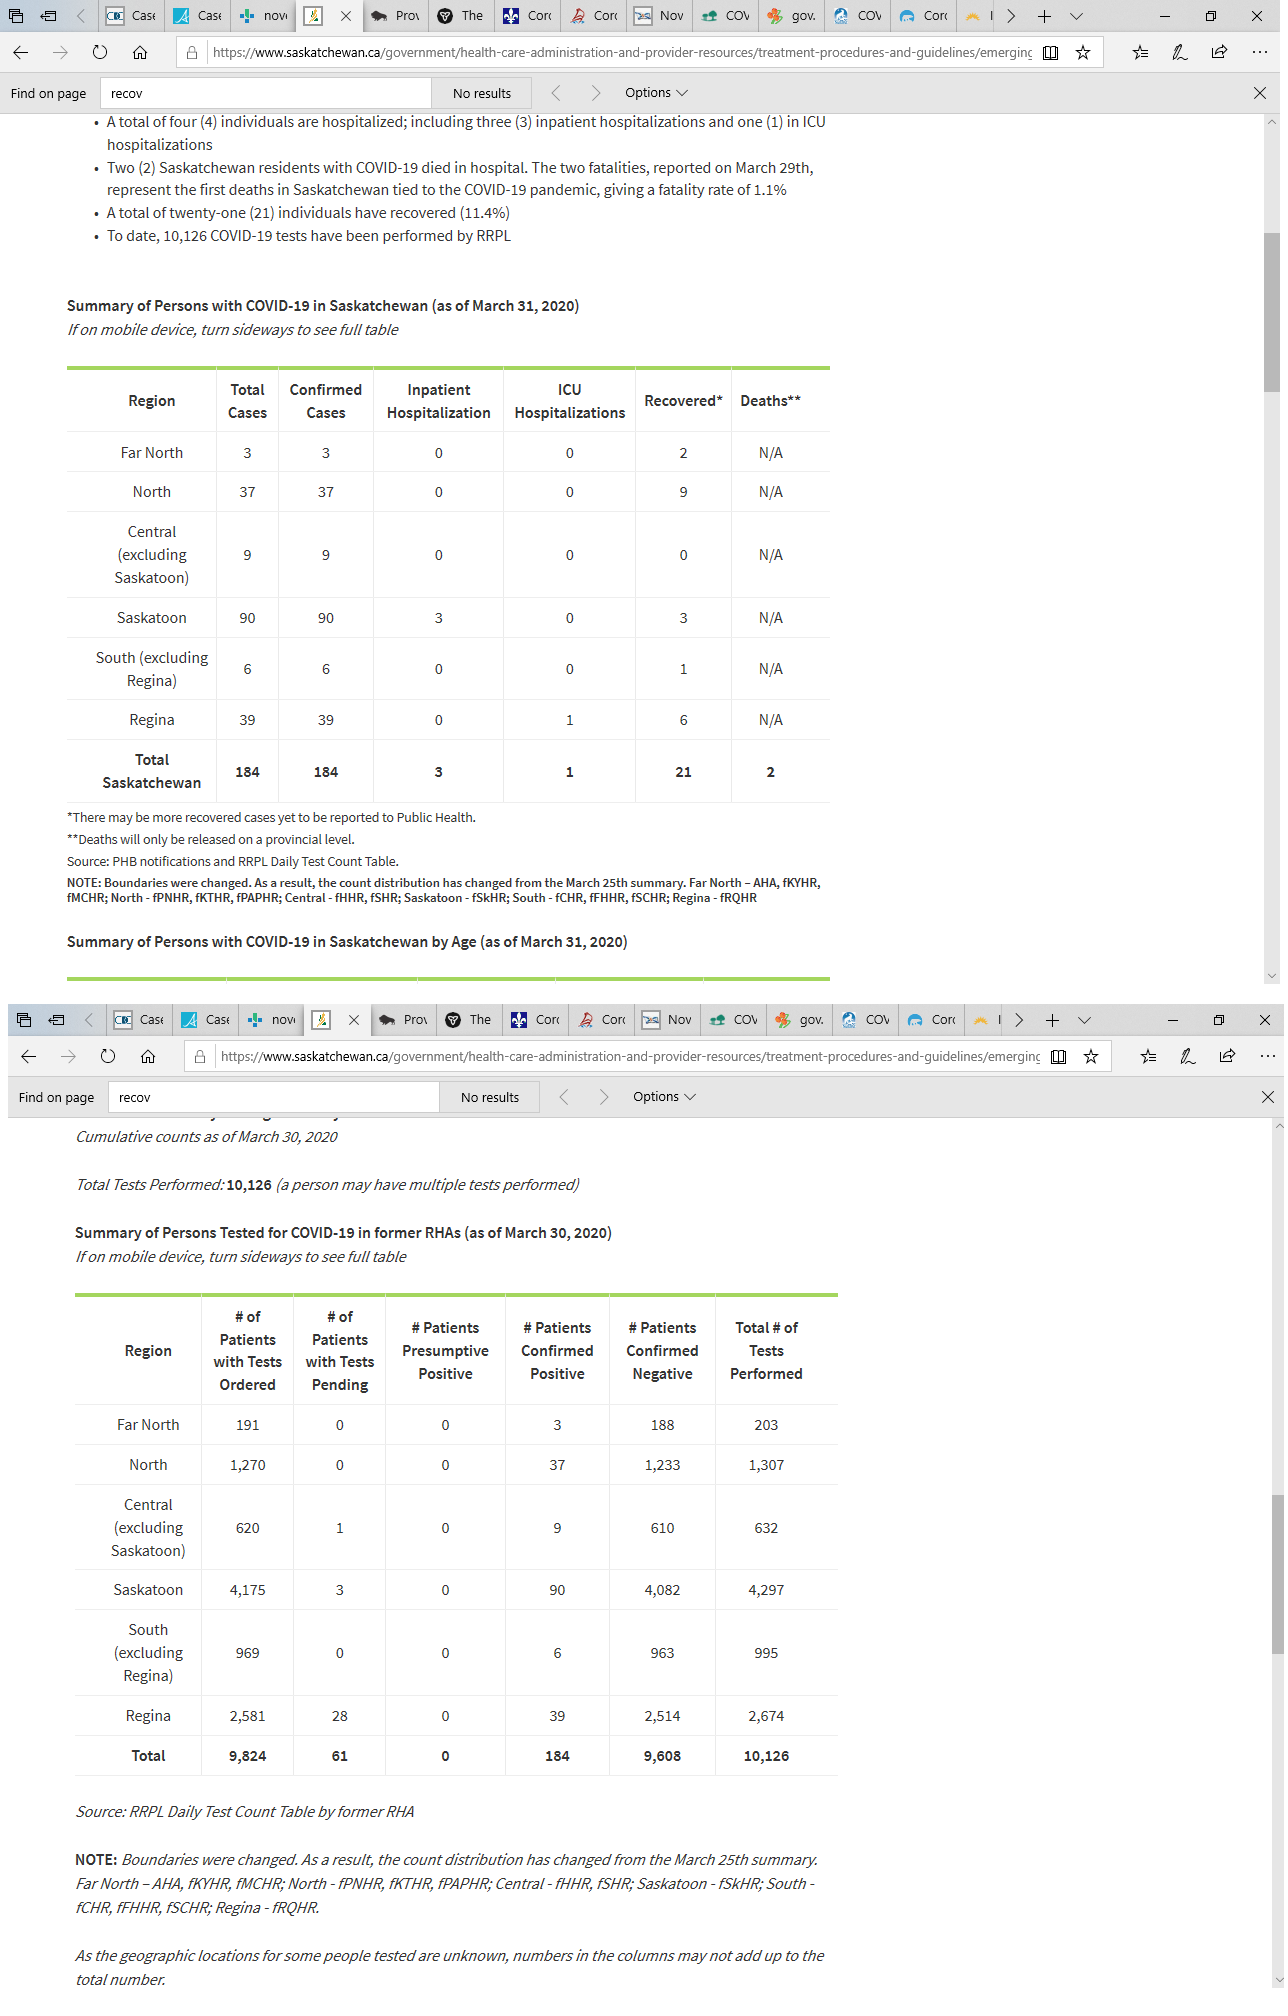 Case Case nov Prov The Corc Corc Nov COV gov. COV Corc
https://www.saskatchewan.ca/government/health-care-administration-and-provider-resources/treatment-procedures-and-guidelines/emerging
Find on page recov No results Options
• A total of four (4) individuals are hospitalized; including three (3) inpatient hospitalizations and one (1) in ICU
hospitalizations
• Two (2) Saskatchewan residents with COVID-19 died in hospital. The two fatalities, reported on March 29th,
represent the first deaths in Saskatchewan tied to the COVID-19 pandemic, giving a fatality rate of 1.1%
• A total of twenty-one (21) individuals have recovered (11.4%)
• To date, 10,126 COVID-19 tests have been performed by RRPL
Summary of Persons with COVID-19 in Saskatchewan (as of March 31, 2020)
If on mobile device, turn sideways to see full table
Region Total Cases Confirmed Cases Inpatient Hospitalization ICU Hospitalizations Recovered* Deaths**
Far North 3 3 0 0 2 N/A
North 37 37 0 0 9 N/A
Central (excluding Saskatoon) 9 9 0 0 0 N/A
Saskatoon 90 90 3 0 3 N/A
South (excluding Regina) 6 6 0 0 1 N/A
Regina 39 39 0 1 6 N/A
Total Saskatchewan 184 184 3 1 21 2
*There may be more recovered cases yet to be reported to Public Health.
**Deaths will only be released on a provincial level.
Source: PHB notifications and RRPL Daily Test Count Table.
NOTE: Boundaries were changed. As a result, the count distribution has changed from the March 25th summary. Far North – AHA, fKYHR,
fMCHR; North - fPNHR, fKTHR, fPAPHR; Central - fHHR, fSHR; Saskatoon - fSkHR; South - fCHR, fFHHR, fSCHR; Regina - fRQHR
Summary of Persons with COVID-19 in Saskatchewan by Age (as of March 31, 2020)
Case Case nov Prov The Corc Corc Nov COV gov. COV Corc
https://www.saskatchewan.ca/government/health-care-administration-and-provider-resources/treatment-procedures-and-guidelines/emerging
Find on page recov No results Options
Cumulative counts as of March 30, 2020
Total Tests Performed: 10,126 (a person may have multiple tests performed)
Summary of Persons Tested for COVID-19 in former RHAs (as of March 30, 2020)
If on mobile device, turn sideways to see full table
Region # of Patients with Tests Ordered # of Patients with Tests Pending # Patients Presumptive Positive # Patients Confirmed Positive # Patients Confirmed Negative Total # of Tests Performed
Far North 191 0 0 3 188 203
North 1,270 0 0 37 1,233 1,307
Central (excluding Saskatoon) 620 1 0 9 610 632
Saskatoon 4,175 3 0 90 4,082 4,297
South (excluding Regina) 969 0 0 6 963 995
Regina 2,581 28 0 39 2,514 2,674
Total 9,824 61 0 184 9,608 10,126
Source: RRPL Daily Test Count Table by former RHA
NOTE: Boundaries were changed. As a result, the count distribution has changed from the March 25th summary.
Far North – AHA, fKYHR, fMCHR; North - fPNHR, fKTHR, fPAPHR; Central - fHHR, fSHR; Saskatoon - fSkHR; South -
fCHR, fFHHR, fSCHR; Regina - fRQHR.
As the geographic locations for some people tested are unknown, numbers in the columns may not add up to the
total number.